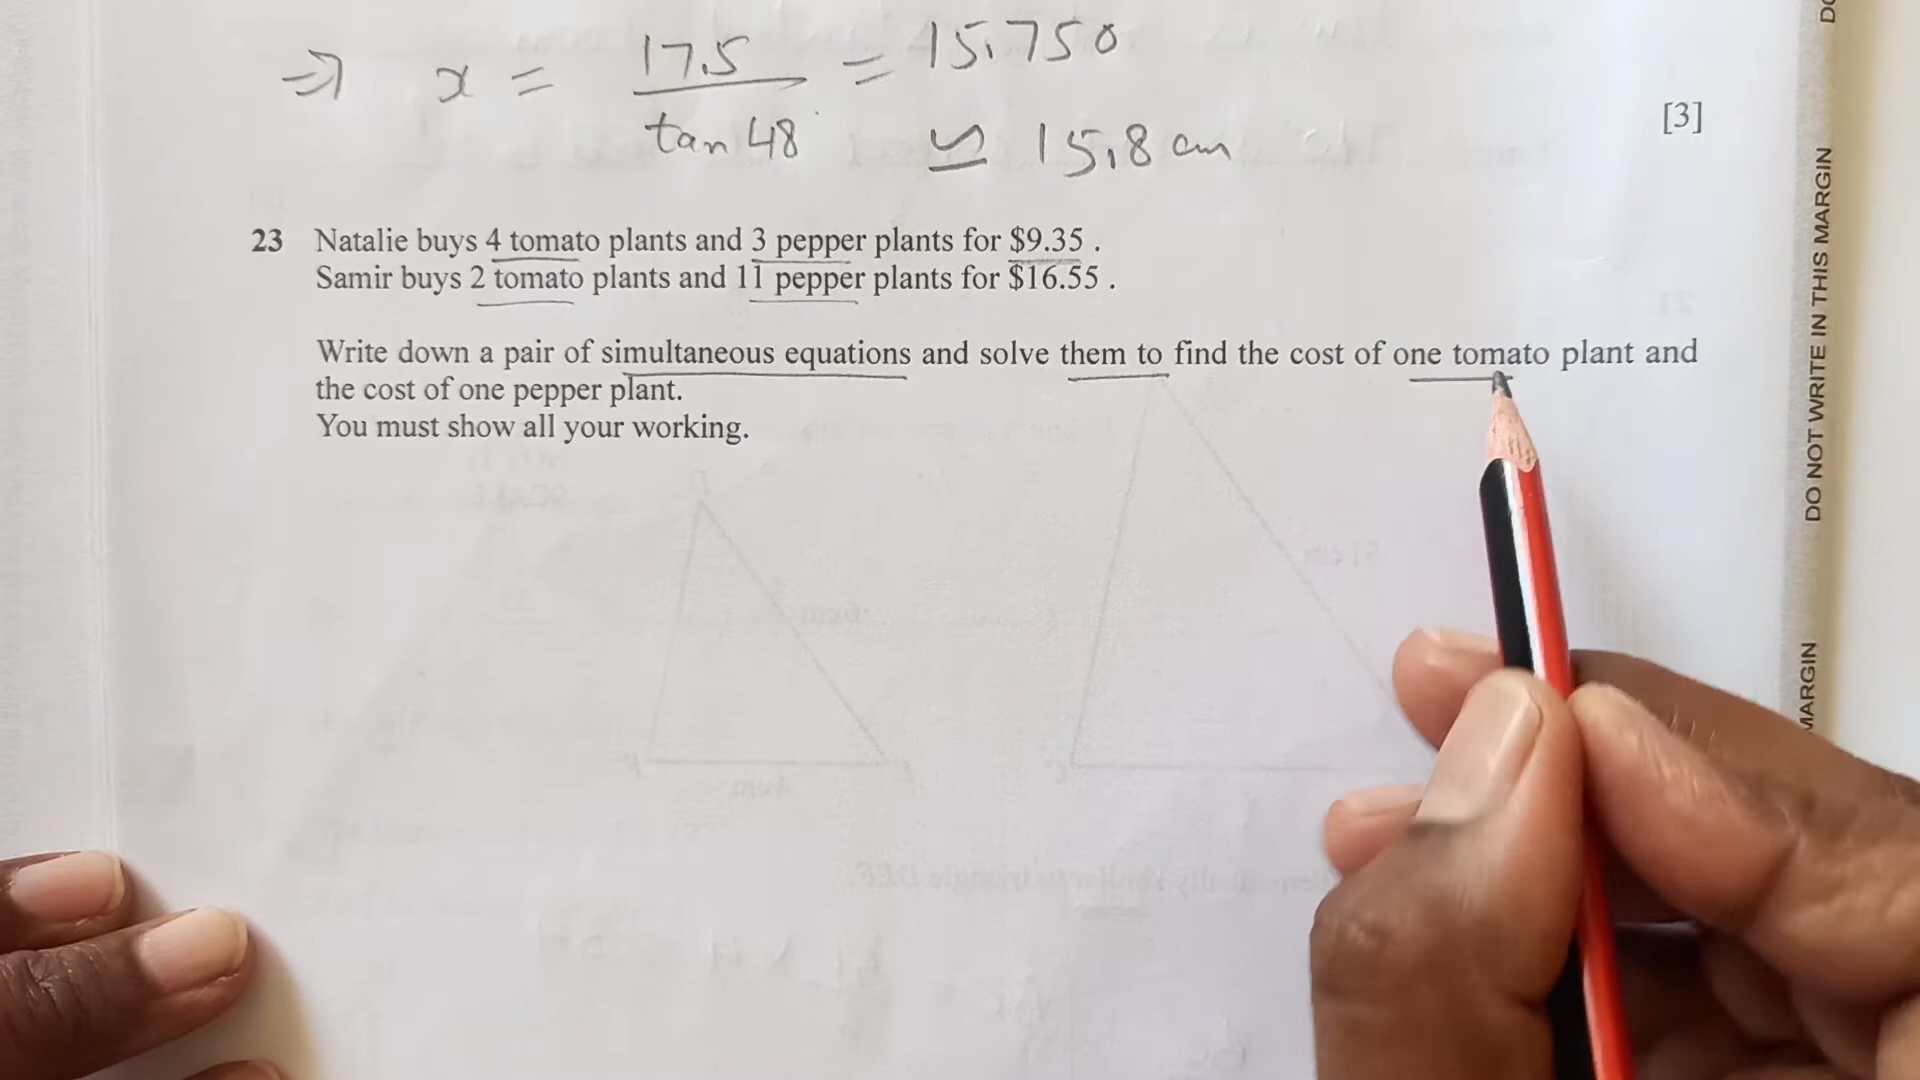 ⇒ x = 17.5 / tan 48 = 15.750
≃ 15.8 cm
[3]
23 Natalie buys 4 tomato plants and 3 pepper plants for $9.35 .
Samir buys 2 tomato plants and 11 pepper plants for $16.55 .
Write down a pair of simultaneous equations and solve them to find the cost of one tomato plant and
the cost of one pepper plant.
You must show all your working.
DO NOT WRITE IN THIS MARGIN
MARGIN
DO